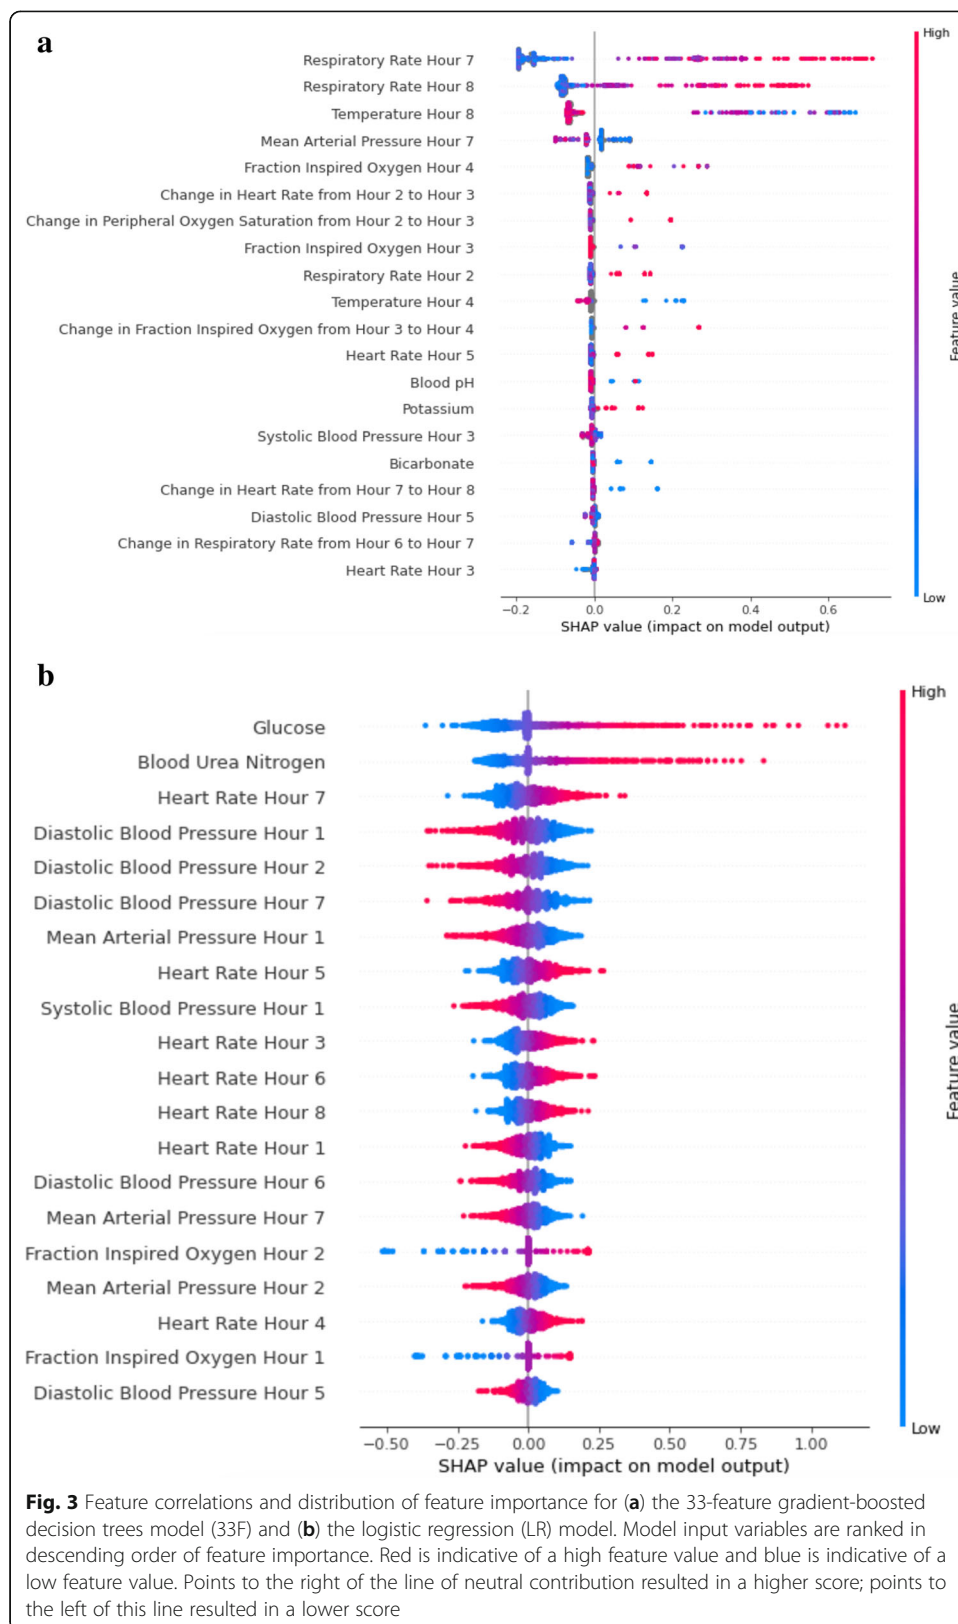 a
High
Respiratory Rate Hour 7
Respiratory Rate Hour 8
Temperature Hour 8
Mean Arterial Pressure Hour 7
Fraction Inspired Oxygen Hour 4
Change in Heart Rate from Hour 2 to Hour 3
Change in Peripheral Oxygen Saturation from Hour 2 to Hour 3
Fraction Inspired Oxygen Hour 3
Respiratory Rate Hour 2
Temperature Hour 4
Change in Fraction Inspired Oxygen from Hour 3 to Hour 4
Heart Rate Hour 5
Blood pH
Potassium
Systolic Blood Pressure Hour 3
Bicarbonate
Change in Heart Rate from Hour 7 to Hour 8
Diastolic Blood Pressure Hour 5
Change in Respiratory Rate from Hour 6 to Hour 7
Heart Rate Hour 3
Feature value
Low
−0.2 0.0 0.2 0.4 0.6
SHAP value (impact on model output)
b
High
Glucose
Blood Urea Nitrogen
Heart Rate Hour 7
Diastolic Blood Pressure Hour 1
Diastolic Blood Pressure Hour 2
Diastolic Blood Pressure Hour 7
Mean Arterial Pressure Hour 1
Heart Rate Hour 5
Systolic Blood Pressure Hour 1
Heart Rate Hour 3
Heart Rate Hour 6
Heart Rate Hour 8
Heart Rate Hour 1
Diastolic Blood Pressure Hour 6
Mean Arterial Pressure Hour 7
Fraction Inspired Oxygen Hour 2
Mean Arterial Pressure Hour 2
Heart Rate Hour 4
Fraction Inspired Oxygen Hour 1
Diastolic Blood Pressure Hour 5
Feature value
Low
−0.50 −0.25 0.00 0.25 0.50 0.75 1.00
SHAP value (impact on model output)
Fig. 3 Feature correlations and distribution of feature importance for (a) the 33-feature gradient-boosted
decision trees model (33F) and (b) the logistic regression (LR) model. Model input variables are ranked in
descending order of feature importance. Red is indicative of a high feature value and blue is indicative of a
low feature value. Points to the right of the line of neutral contribution resulted in a higher score; points to
the left of this line resulted in a lower score